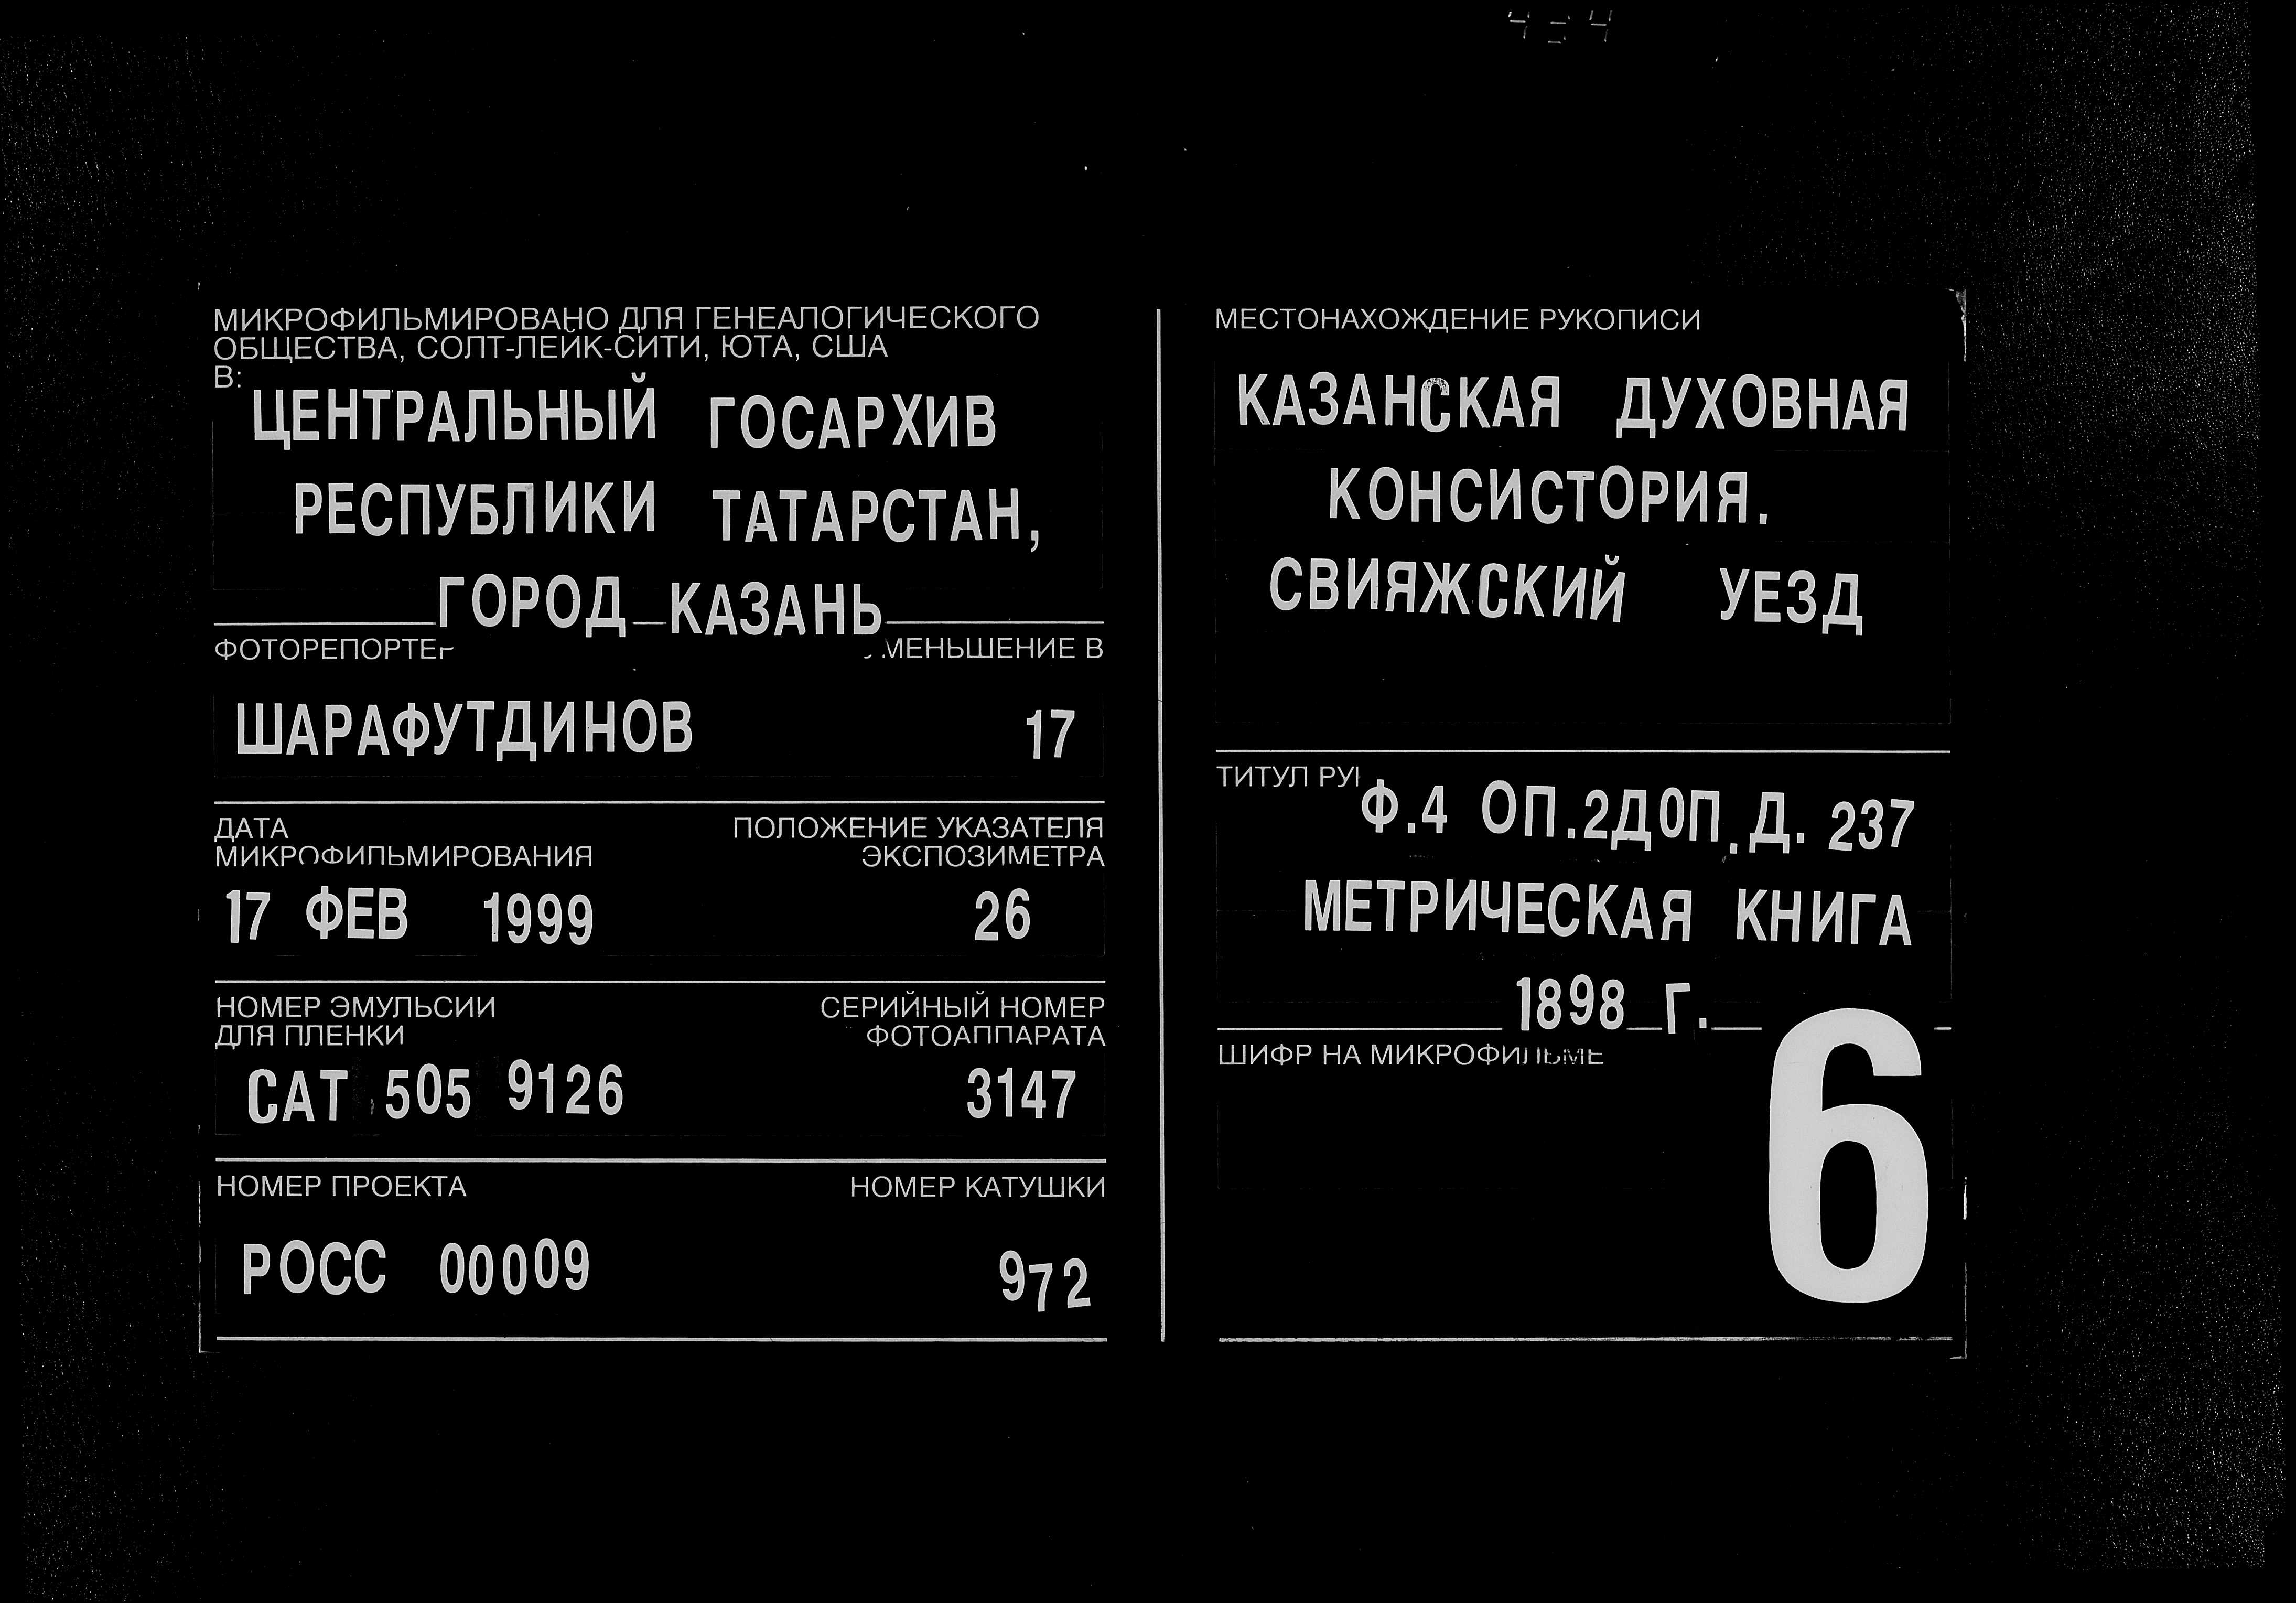 МИКРОФИЛЬМИРОВАНО ДЛЯ ГЕНЕАЛОГИЧЕСКОГО
ОБЩЕСТВА, СОЛТ-ЛЕЙК-СИТИ, ЮТА, США
В:
ЦЕНТРАЛЬНЫЙ ГОСАРХИВ
РЕСПУБЛИКИ ТАТАРСТАН,
ГОРОД КАЗАНЬ
ФОТОРЕПОРТЕР УМЕНЬШЕНИЕ В
ШАРАФУТДИНОВ 17
ДАТА ПОЛОЖЕНИЕ УКАЗАТЕЛЯ
МИКРОФИЛЬМИРОВАНИЯ ЭКСПОЗИМЕТРА
17 ФЕВ 1999 26
НОМЕР ЭМУЛЬСИИ СЕРИЙНЫЙ НОМЕР
ДЛЯ ПЛЕНКИ ФОТОАППАРАТА
САТ 505 9126 3147
НОМЕР ПРОЕКТА НОМЕР КАТУШКИ
РОСС 00009 972
МЕСТОНАХОЖДЕНИЕ РУКОПИСИ
КАЗАНСКАЯ ДУХОВНАЯ
КОНСИСТОРИЯ.
СВИЯЖСКИЙ УЕЗД
ТИТУЛ РУ
Ф.4 ОП.2ДОП.Д. 237
МЕТРИЧЕСКАЯ КНИГА
1898 Г.
ШИФР НА МИКРОФИЛЬМЕ
6